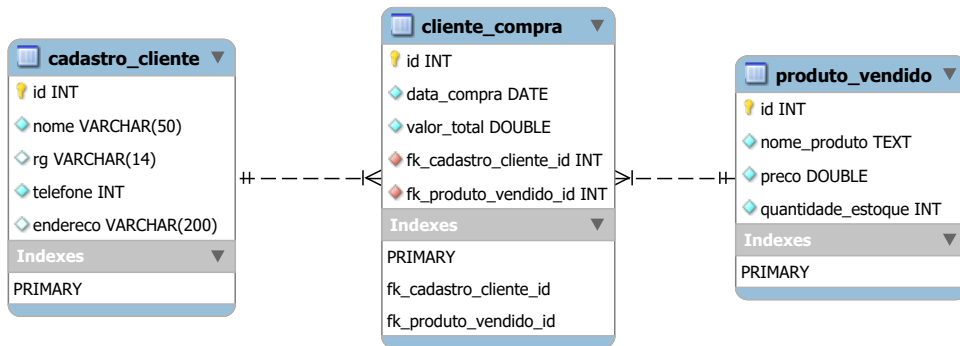 cadastro_cliente
id INT
nome VARCHAR(50)
rg VARCHAR(14)
telefone INT
endereco VARCHAR(200)
Indexes
PRIMARY
cliente_compra
id INT
data_compra DATE
valor_total DOUBLE
fk_cadastro_cliente_id INT
fk_produto_vendido_id INT
Indexes
PRIMARY
fk_cadastro_cliente_id
fk_produto_vendido_id
produto_vendido
id INT
nome_produto TEXT
preco DOUBLE
quantidade_estoque INT
Indexes
PRIMARY